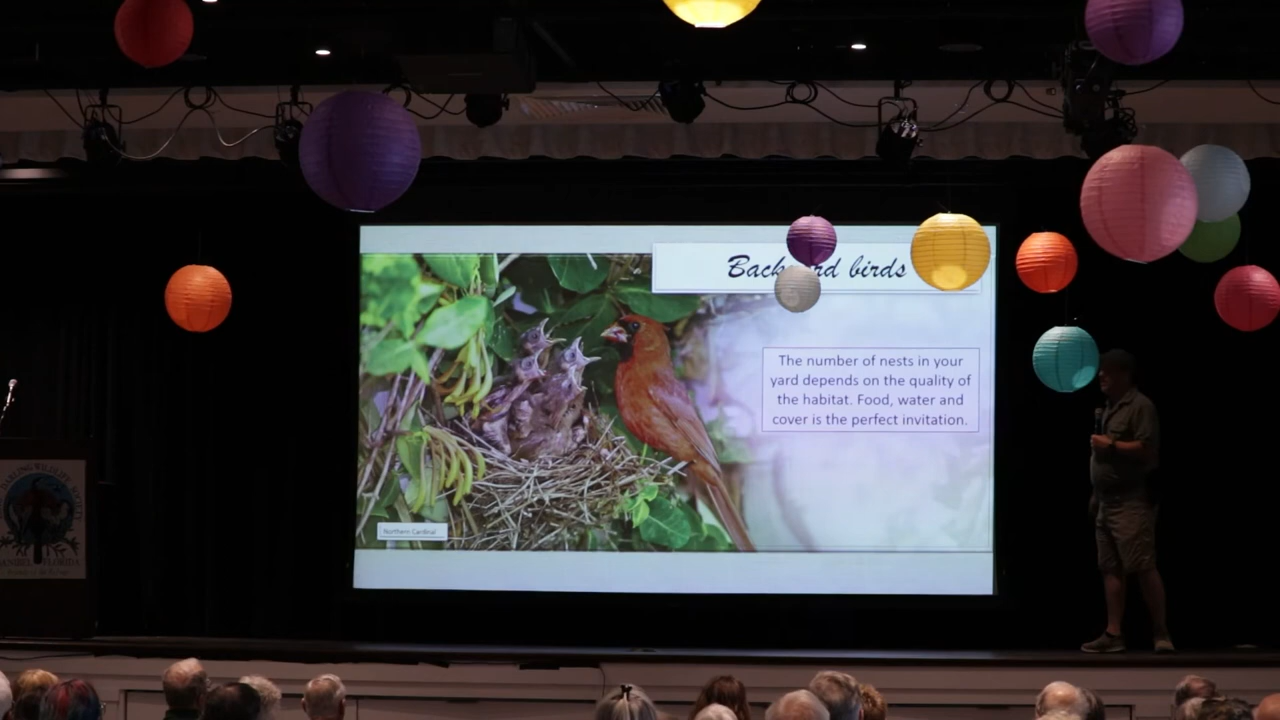 Backyard birds
The number of nests in your
yard depends on the quality of
the habitat. Food, water and
cover is the perfect invitation.
Northern Cardinal